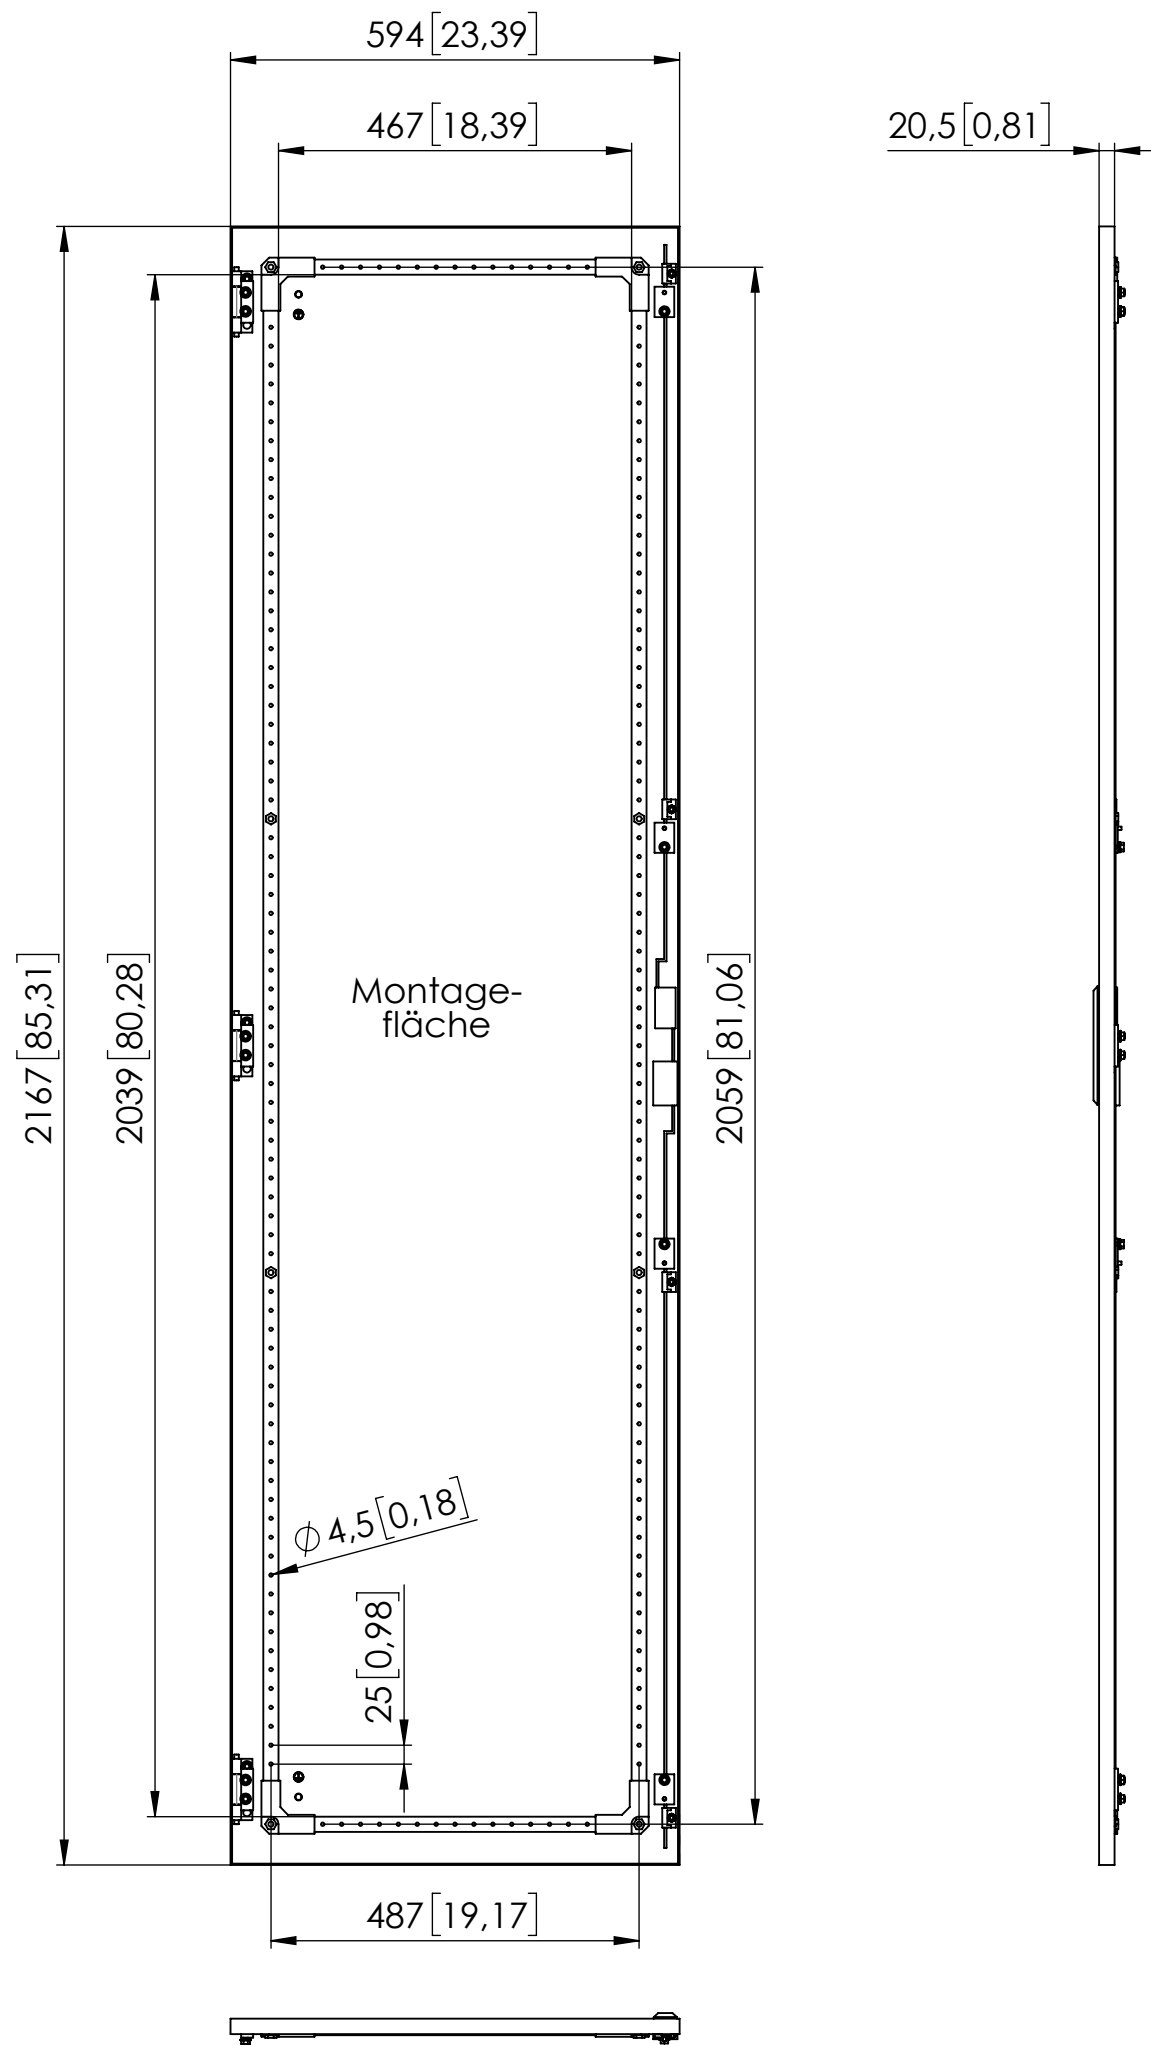 594[23,39]
467[18,39]
20,5[0,81]
2167[85,31]
2039[80,28]
Montage-
fläche
2059[81,06]
Ø 4,5[0,18]
25[0,98]
487[19,17]